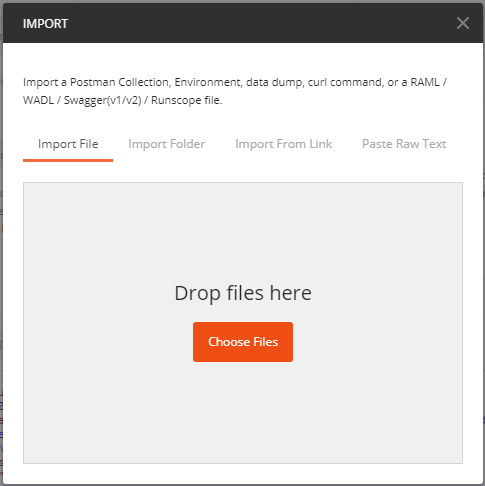 IMPORT
Import a Postman Collection, Environment, data dump, curl command, or a RAML /
WADL / Swagger(v1/v2) / Runscope file.
Import File Import Folder Import From Link Paste Raw Text
Drop files here
Choose Files